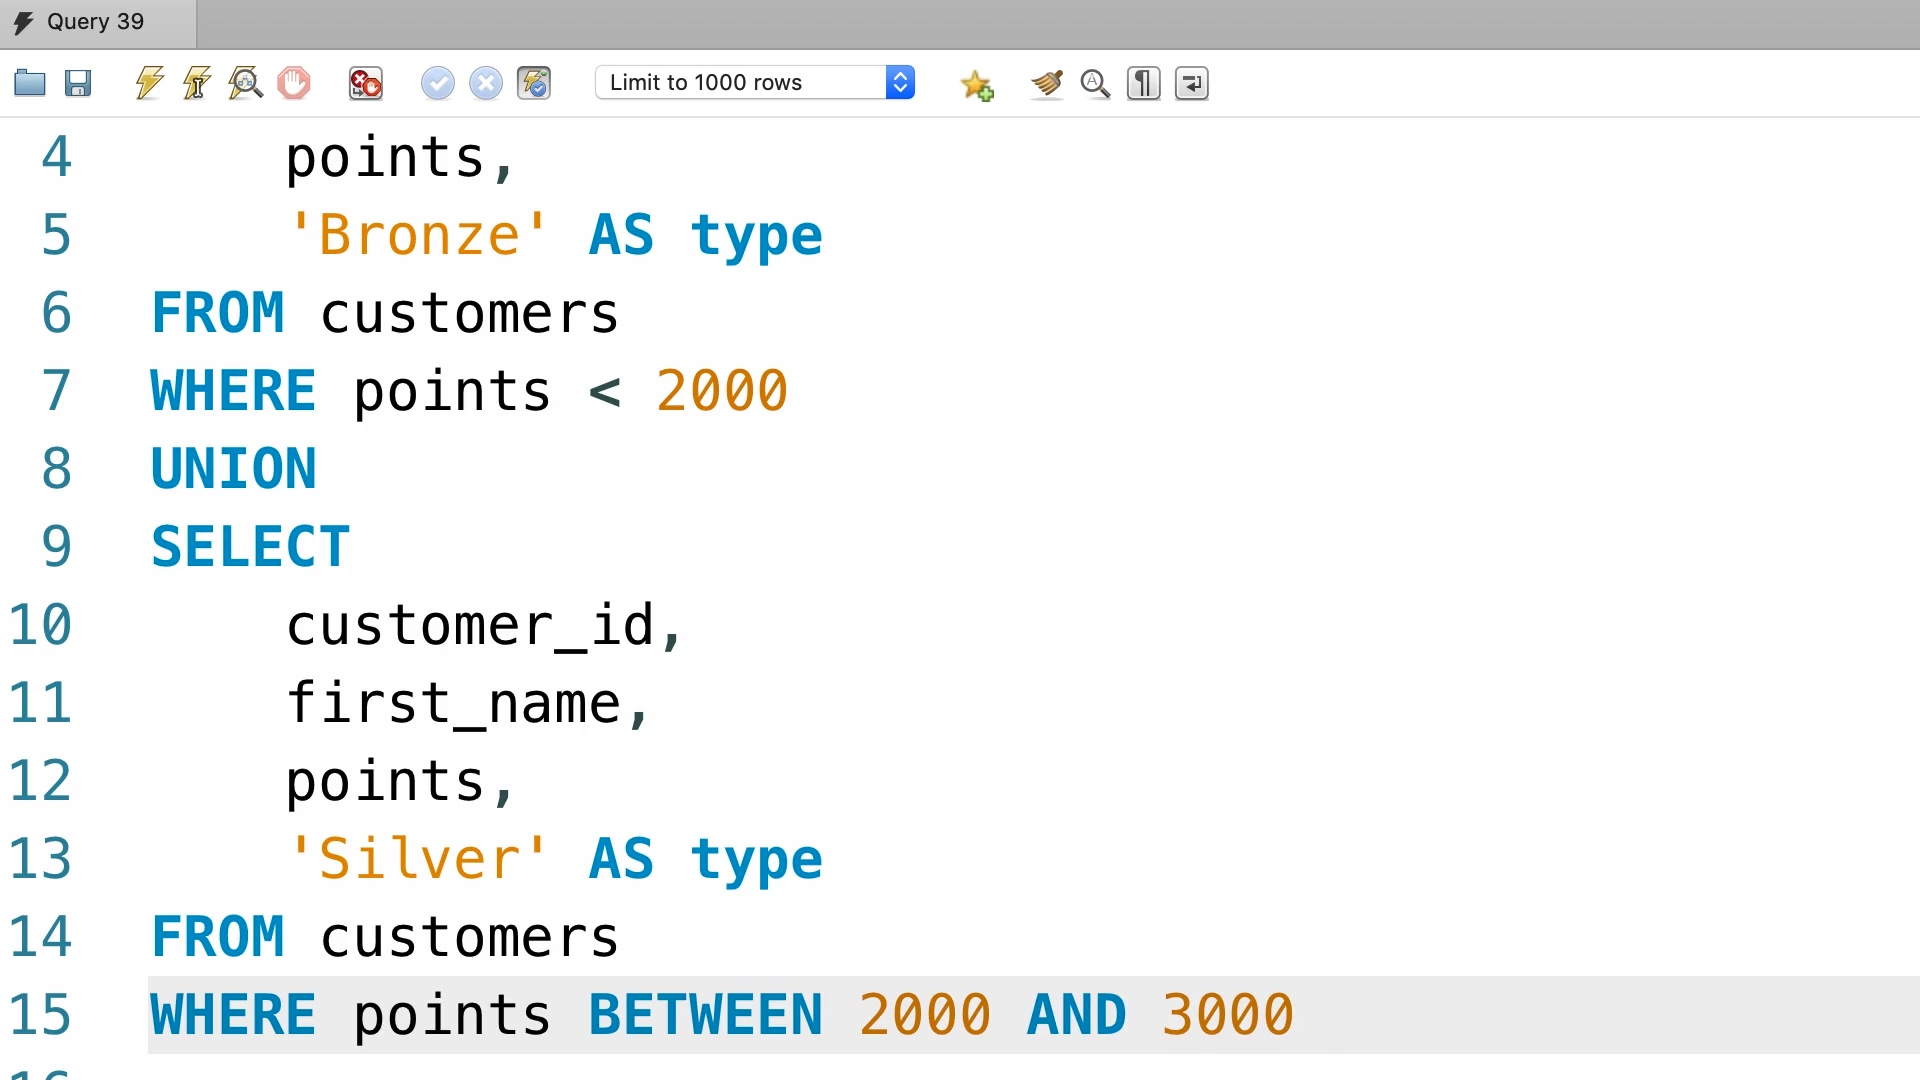 Query 39
Limit to 1000 rows
4 points,
5 'Bronze' AS type
6 FROM customers
7 WHERE points < 2000
8 UNION
9 SELECT
10 customer_id,
11 first_name,
12 points,
13 'Silver' AS type
14 FROM customers
15 WHERE points BETWEEN 2000 AND 3000